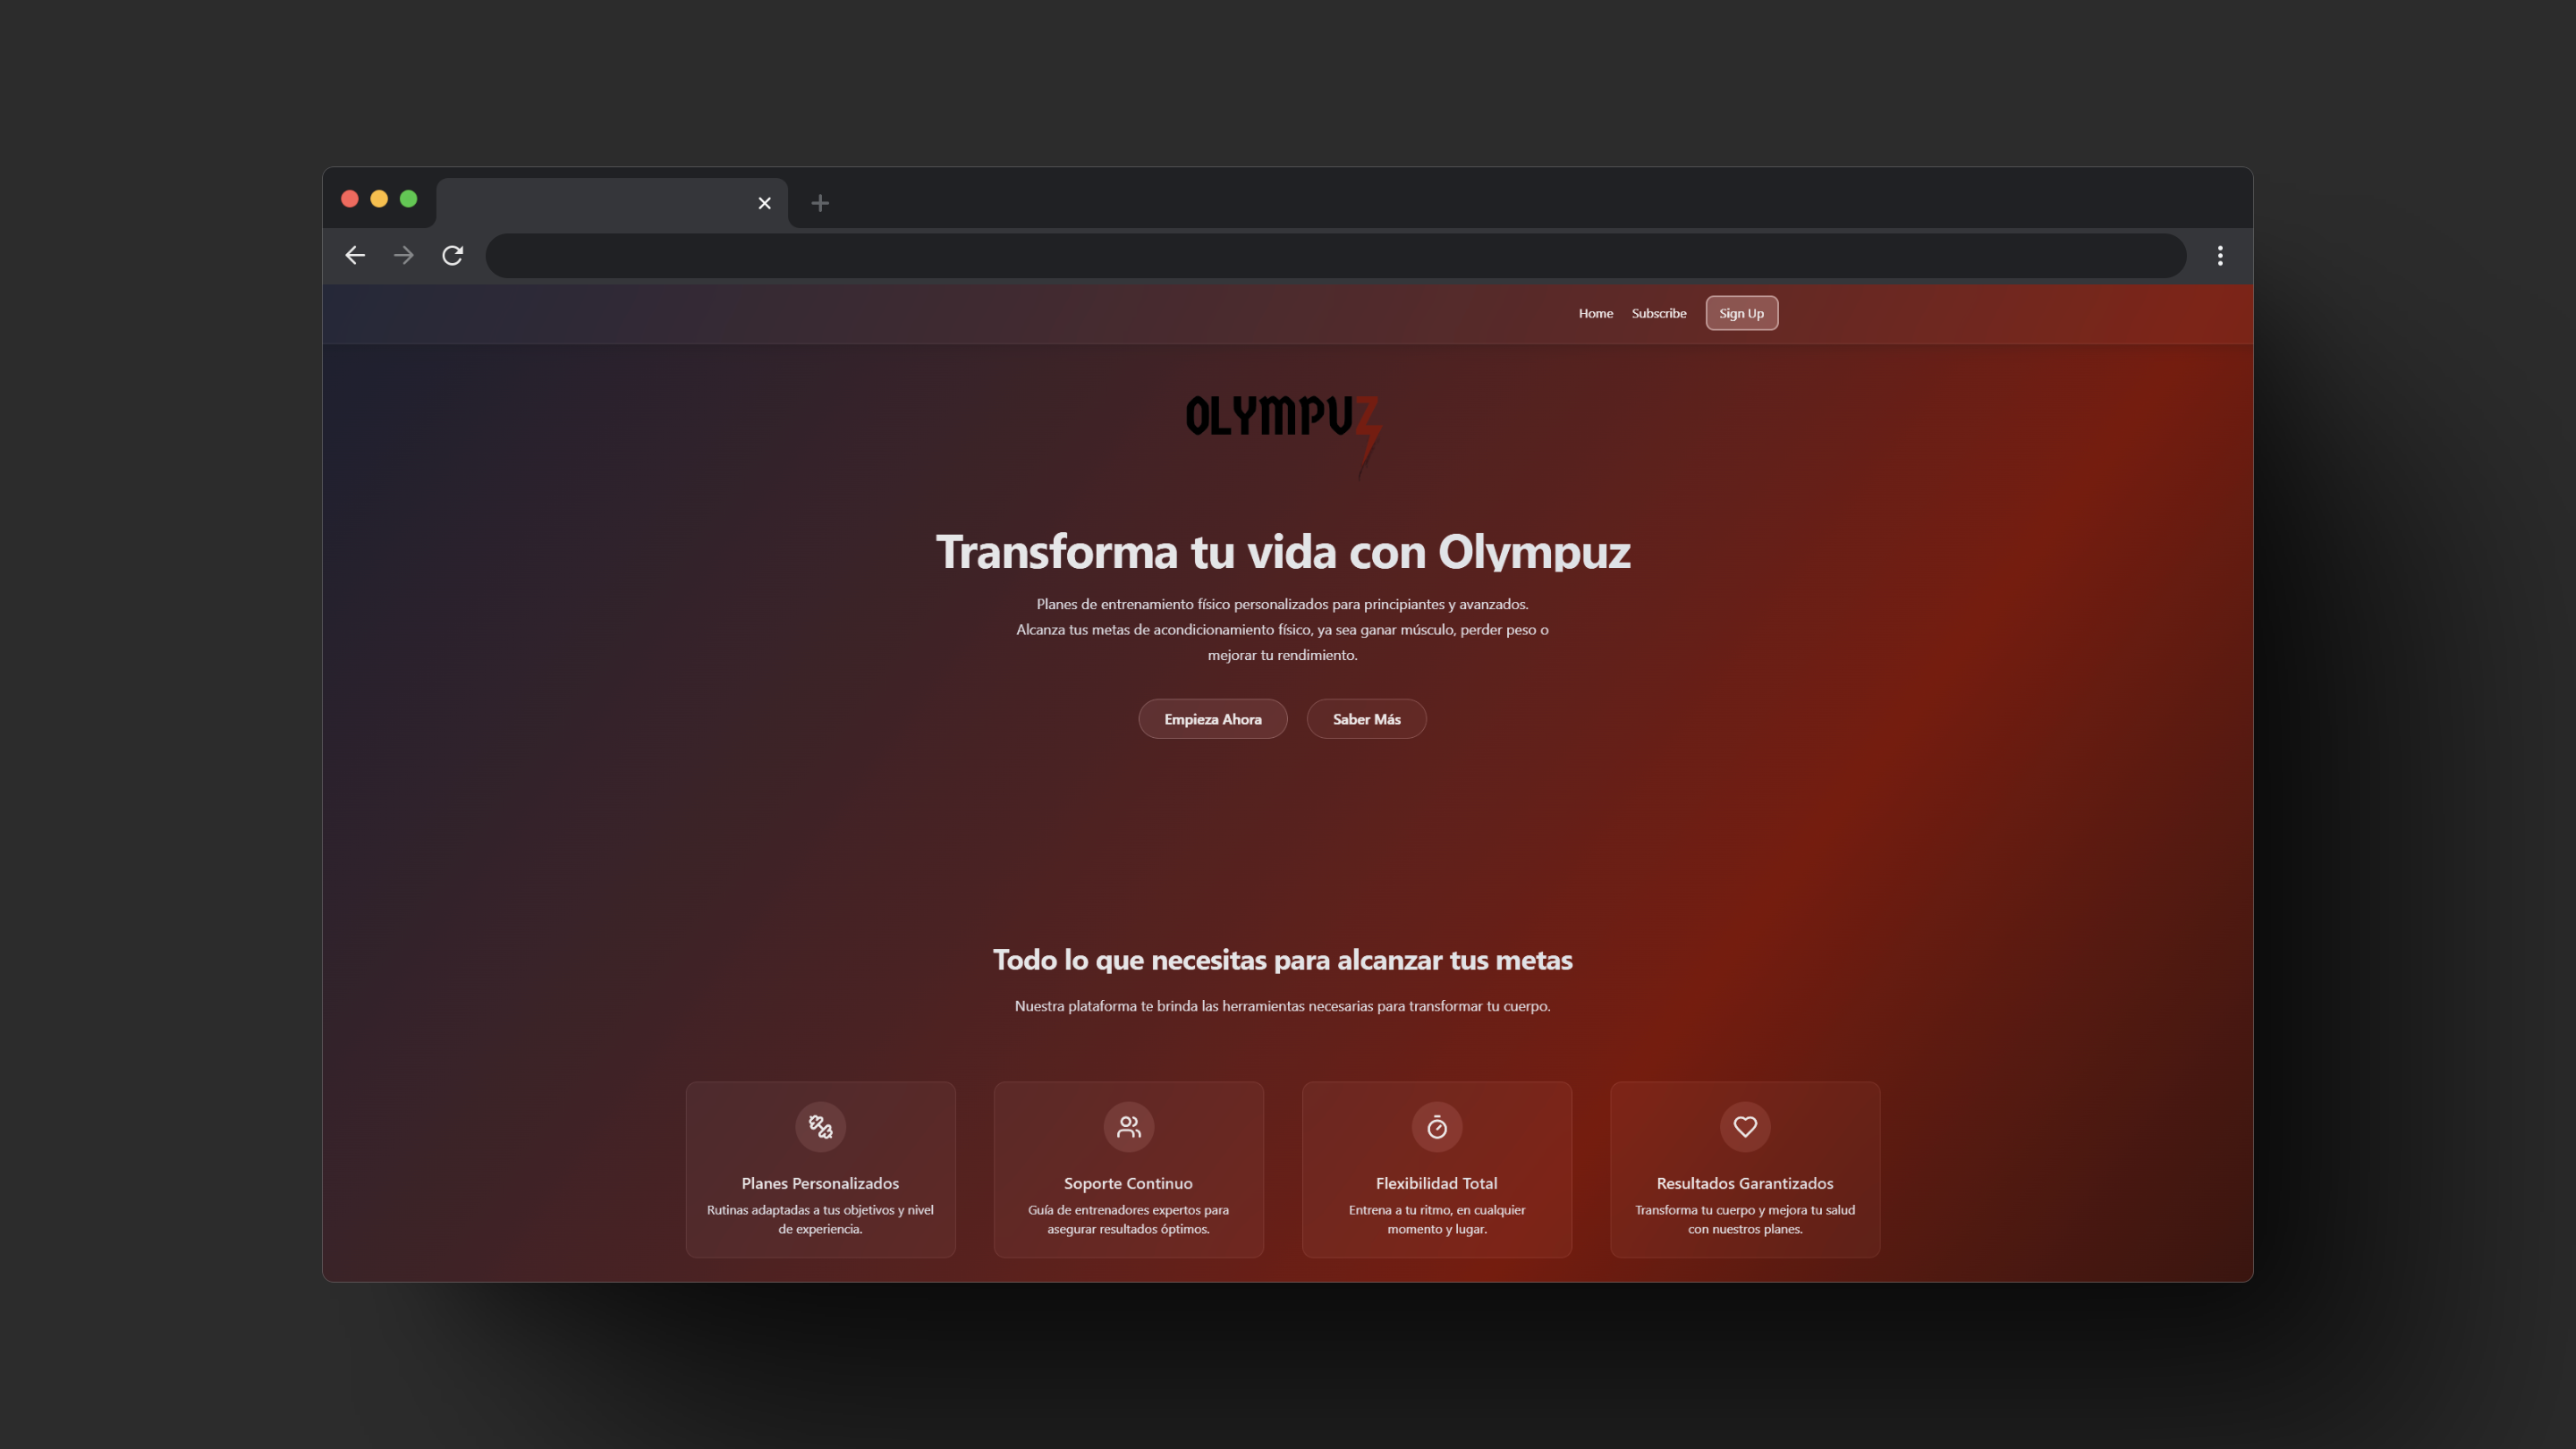 Home Subscribe Sign Up
OLYMPUZ
Transforma tu vida con Olympuz
Planes de entrenamiento físico personalizados para principiantes y avanzados.
Alcanza tus metas de acondicionamiento físico, ya sea ganar músculo, perder peso o
mejorar tu rendimiento.
Empieza Ahora Saber Más
Todo lo que necesitas para alcanzar tus metas
Nuestra plataforma te brinda las herramientas necesarias para transformar tu cuerpo.
Planes Personalizados
Rutinas adaptadas a tus objetivos y nivel
de experiencia.
Soporte Continuo
Guía de entrenadores expertos para
asegurar resultados óptimos.
Flexibilidad Total
Entrena a tu ritmo, en cualquier
momento y lugar.
Resultados Garantizados
Transforma tu cuerpo y mejora tu salud
con nuestros planes.